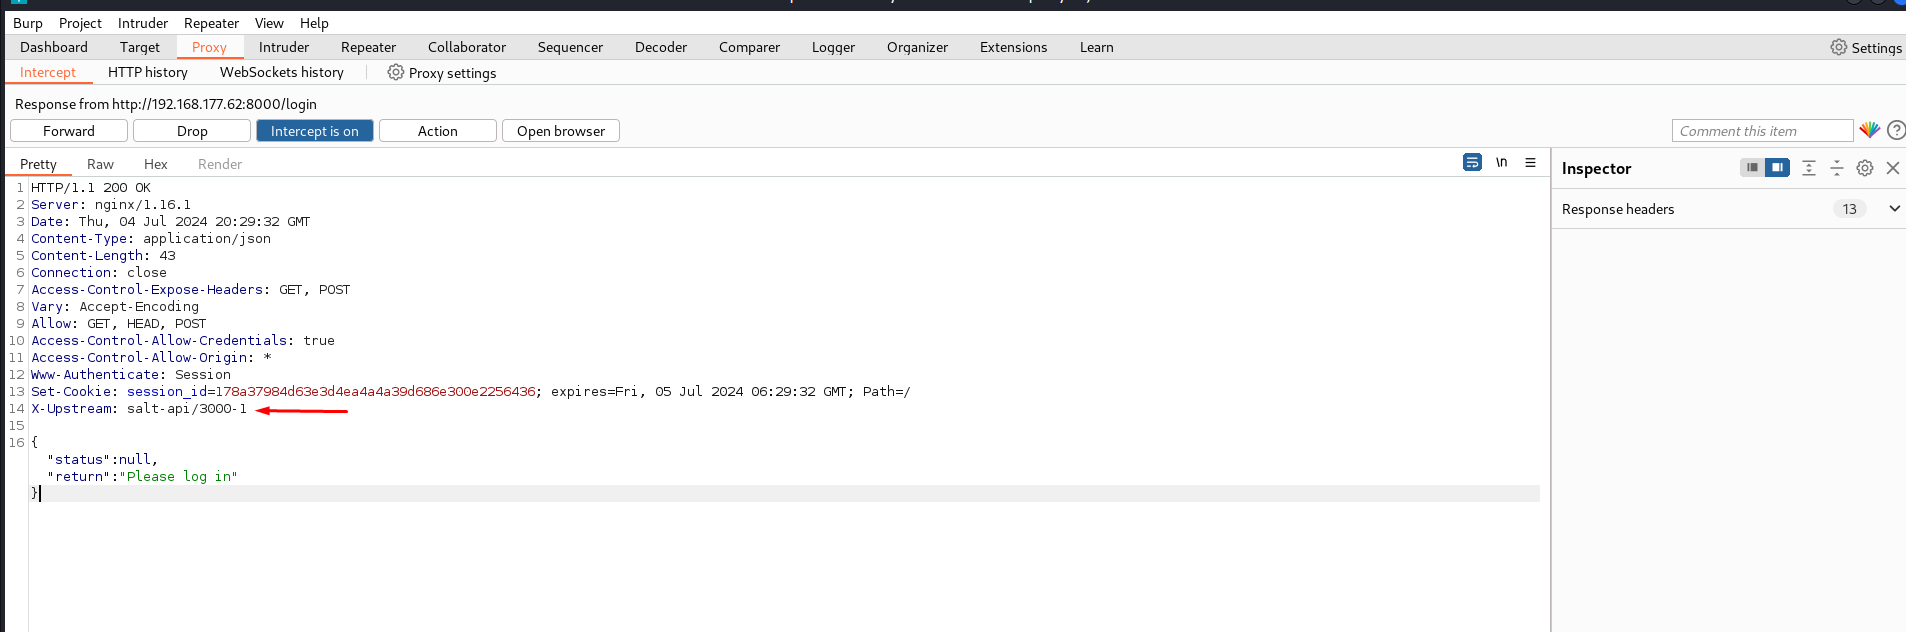 Burp Project Intruder Repeater View Help
Dashboard Target Proxy Intruder Repeater Collaborator Sequencer Decoder Comparer Logger Organizer Extensions Learn Settings
Intercept HTTP history WebSockets history Proxy settings
Response from http://192.168.177.62:8000/login
Forward Drop Intercept is on Action Open browser Comment this item ?
Pretty Raw Hex Render \n
Inspector
Response headers 13
1 HTTP/1.1 200 OK
2 Server: nginx/1.16.1
3 Date: Thu, 04 Jul 2024 20:29:32 GMT
4 Content-Type: application/json
5 Content-Length: 43
6 Connection: close
7 Access-Control-Expose-Headers: GET, POST
8 Vary: Accept-Encoding
9 Allow: GET, HEAD, POST
10 Access-Control-Allow-Credentials: true
11 Access-Control-Allow-Origin: *
12 Www-Authenticate: Session
13 Set-Cookie: session_id=178a37984d63e3d4ea4a4a39d686e300e2256436; expires=Fri, 05 Jul 2024 06:29:32 GMT; Path=/
14 X-Upstream: salt-api/3000-1
15
16 {
"status":null,
"return":"Please log in"
}